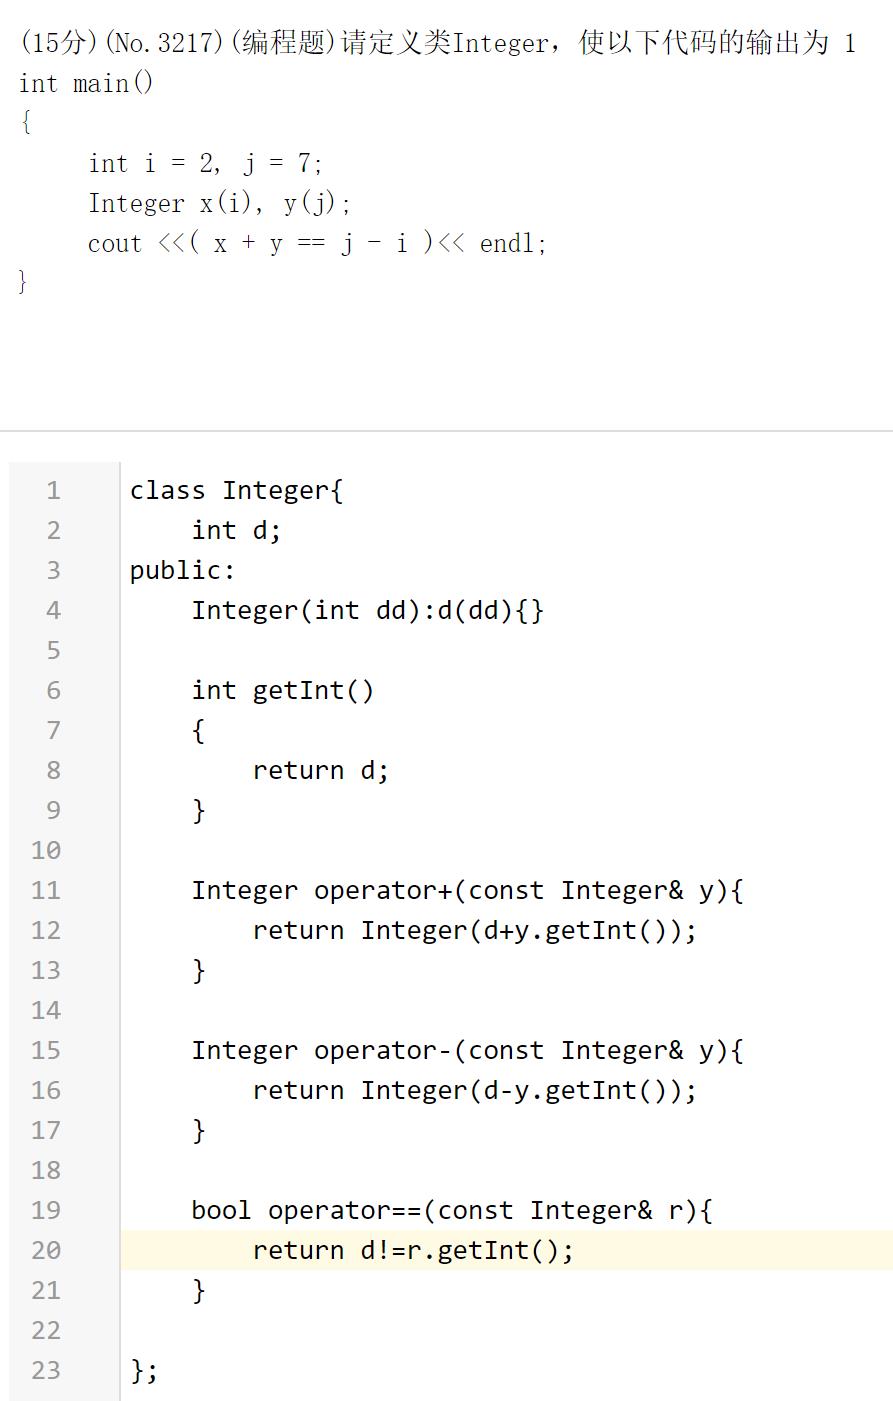 (15分)(No.3217)(编程题)请定义类Integer，使以下代码的输出为 1
int main()
{
     int i = 2, j = 7;
     Integer x(i), y(j);
     cout <<( x + y == j - i )<< endl;
}
1 class Integer{
2     int d;
3 public:
4     Integer(int dd):d(dd){}
5
6     int getInt()
7     {
8         return d;
9     }
10
11     Integer operator+(const Integer& y){
12         return Integer(d+y.getInt());
13     }
14
15     Integer operator-(const Integer& y){
16         return Integer(d-y.getInt());
17     }
18
19     bool operator==(const Integer& r){
20         return d!=r.getInt();
21     }
22
23 };